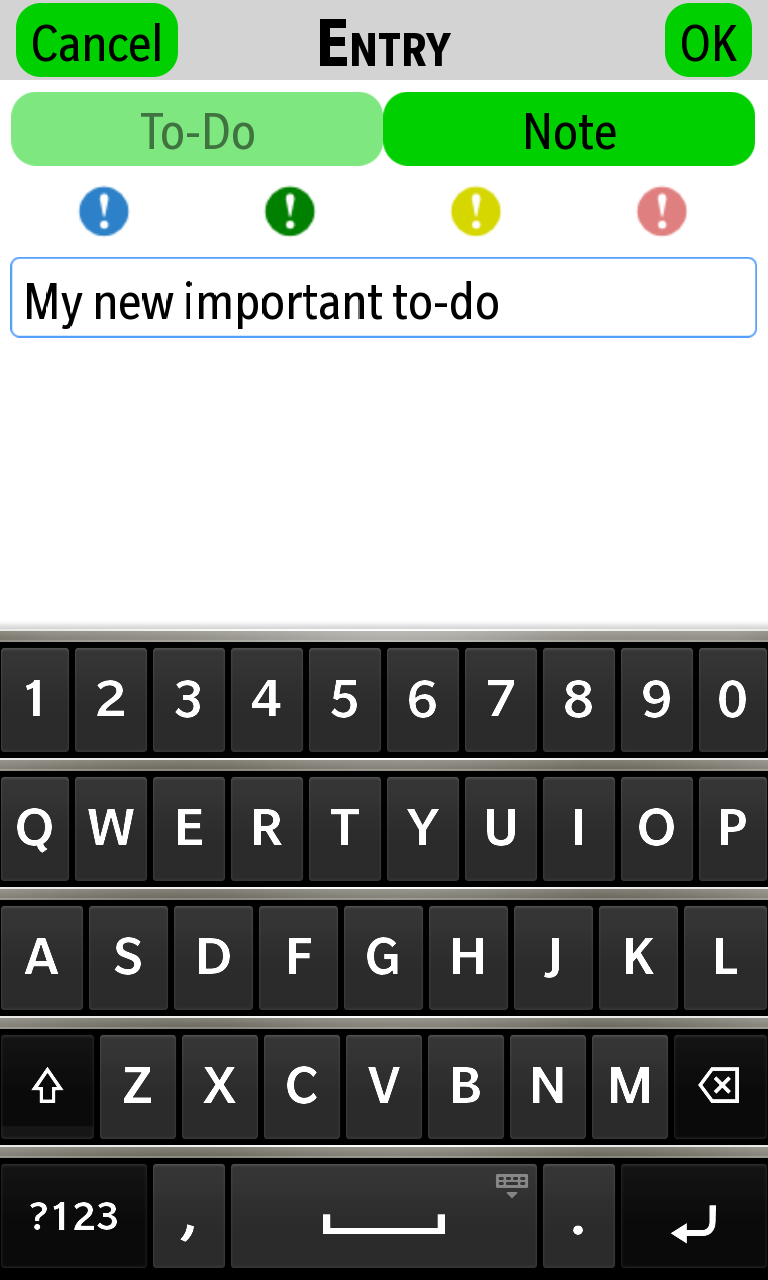 Cancel ENTRY OK
To-Do Note
! ! ! !
My new important to-do
1 2 3 4 5 6 7 8 9 0
Q W E R T Y U I O P
A S D F G H J K L
Z X C V B N M
?123 , .